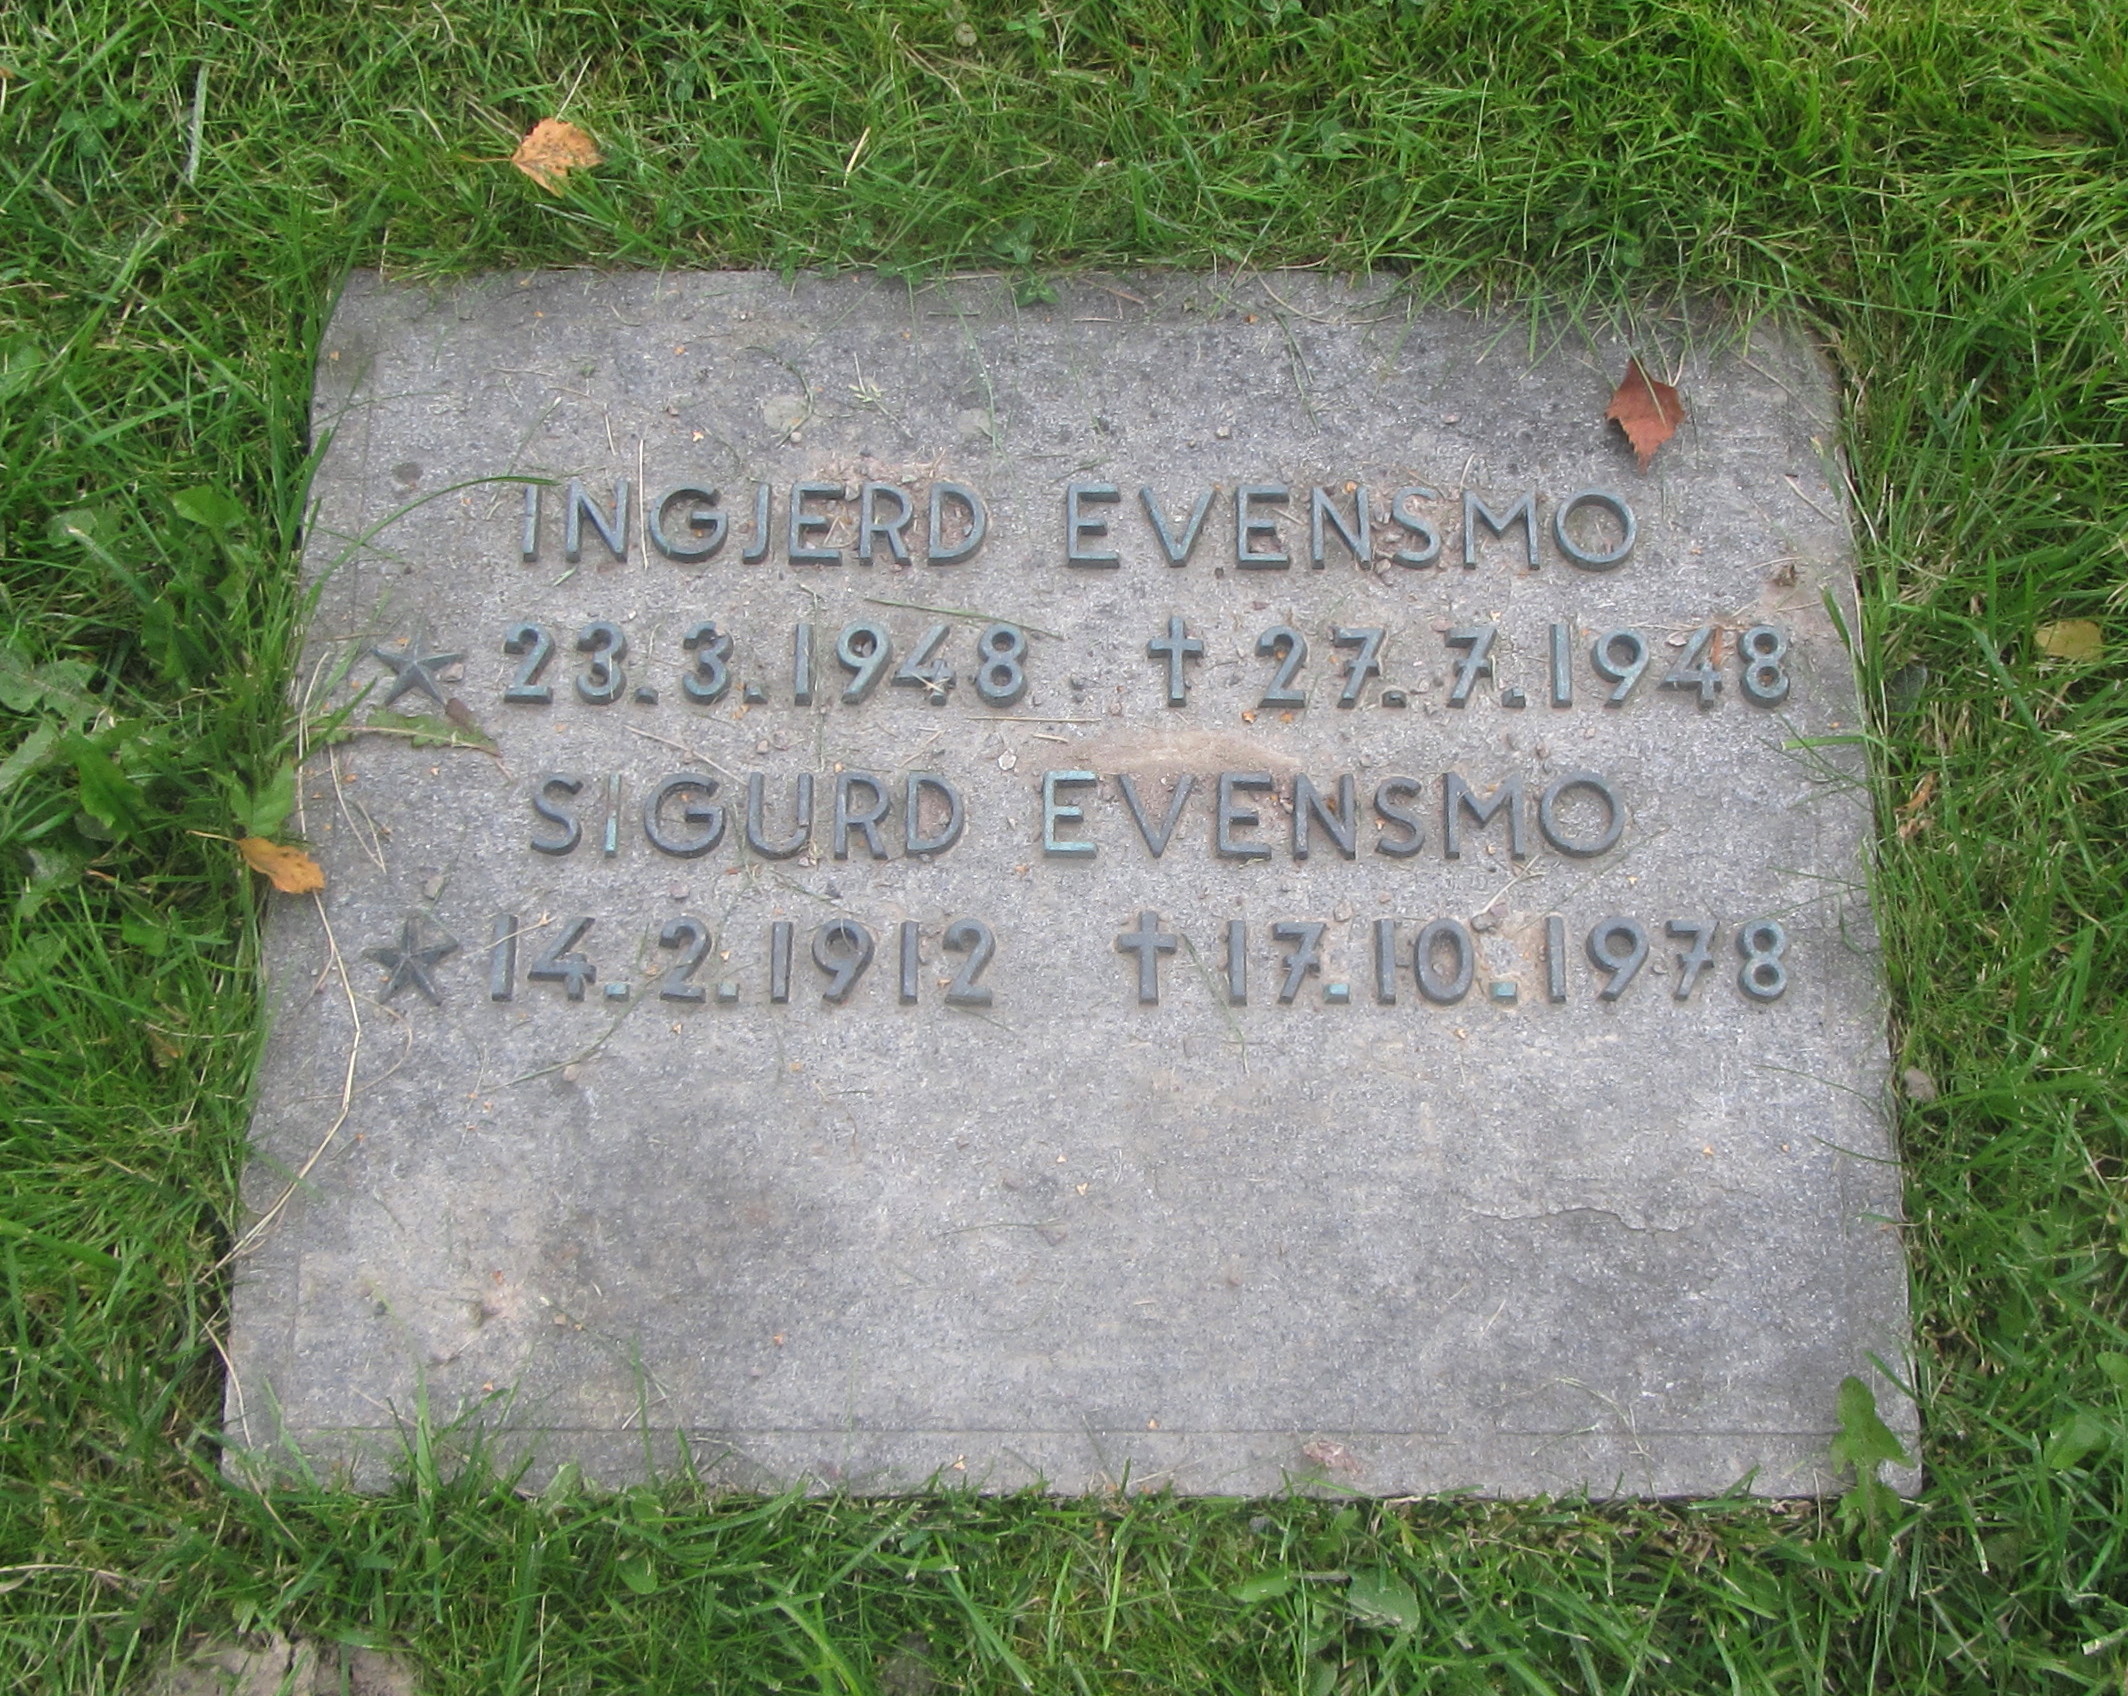 INGJERD EVENSMO
★ 23.3.1948 ✝ 27.7.1948
SIGURD EVENSMO
★ 14.2.1912 ✝ 17.10.1978